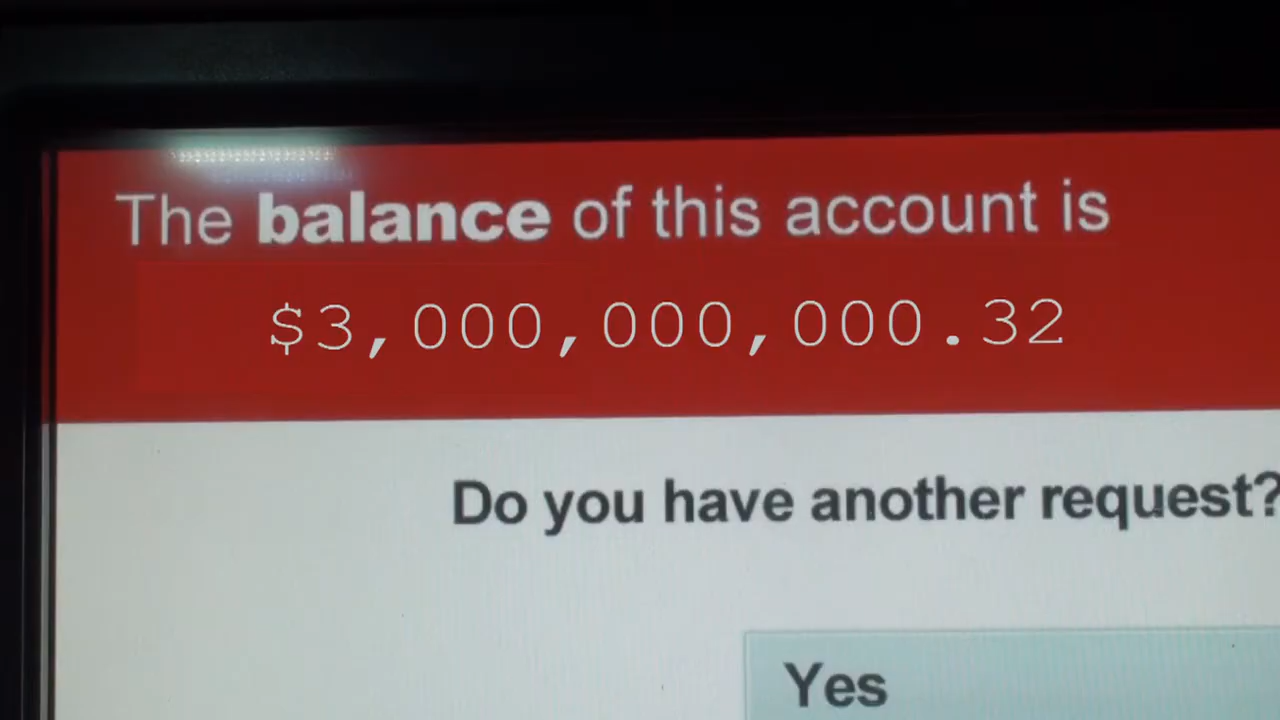 The balance of this account is
$3,000,000,000.32
Do you have another request?
Yes